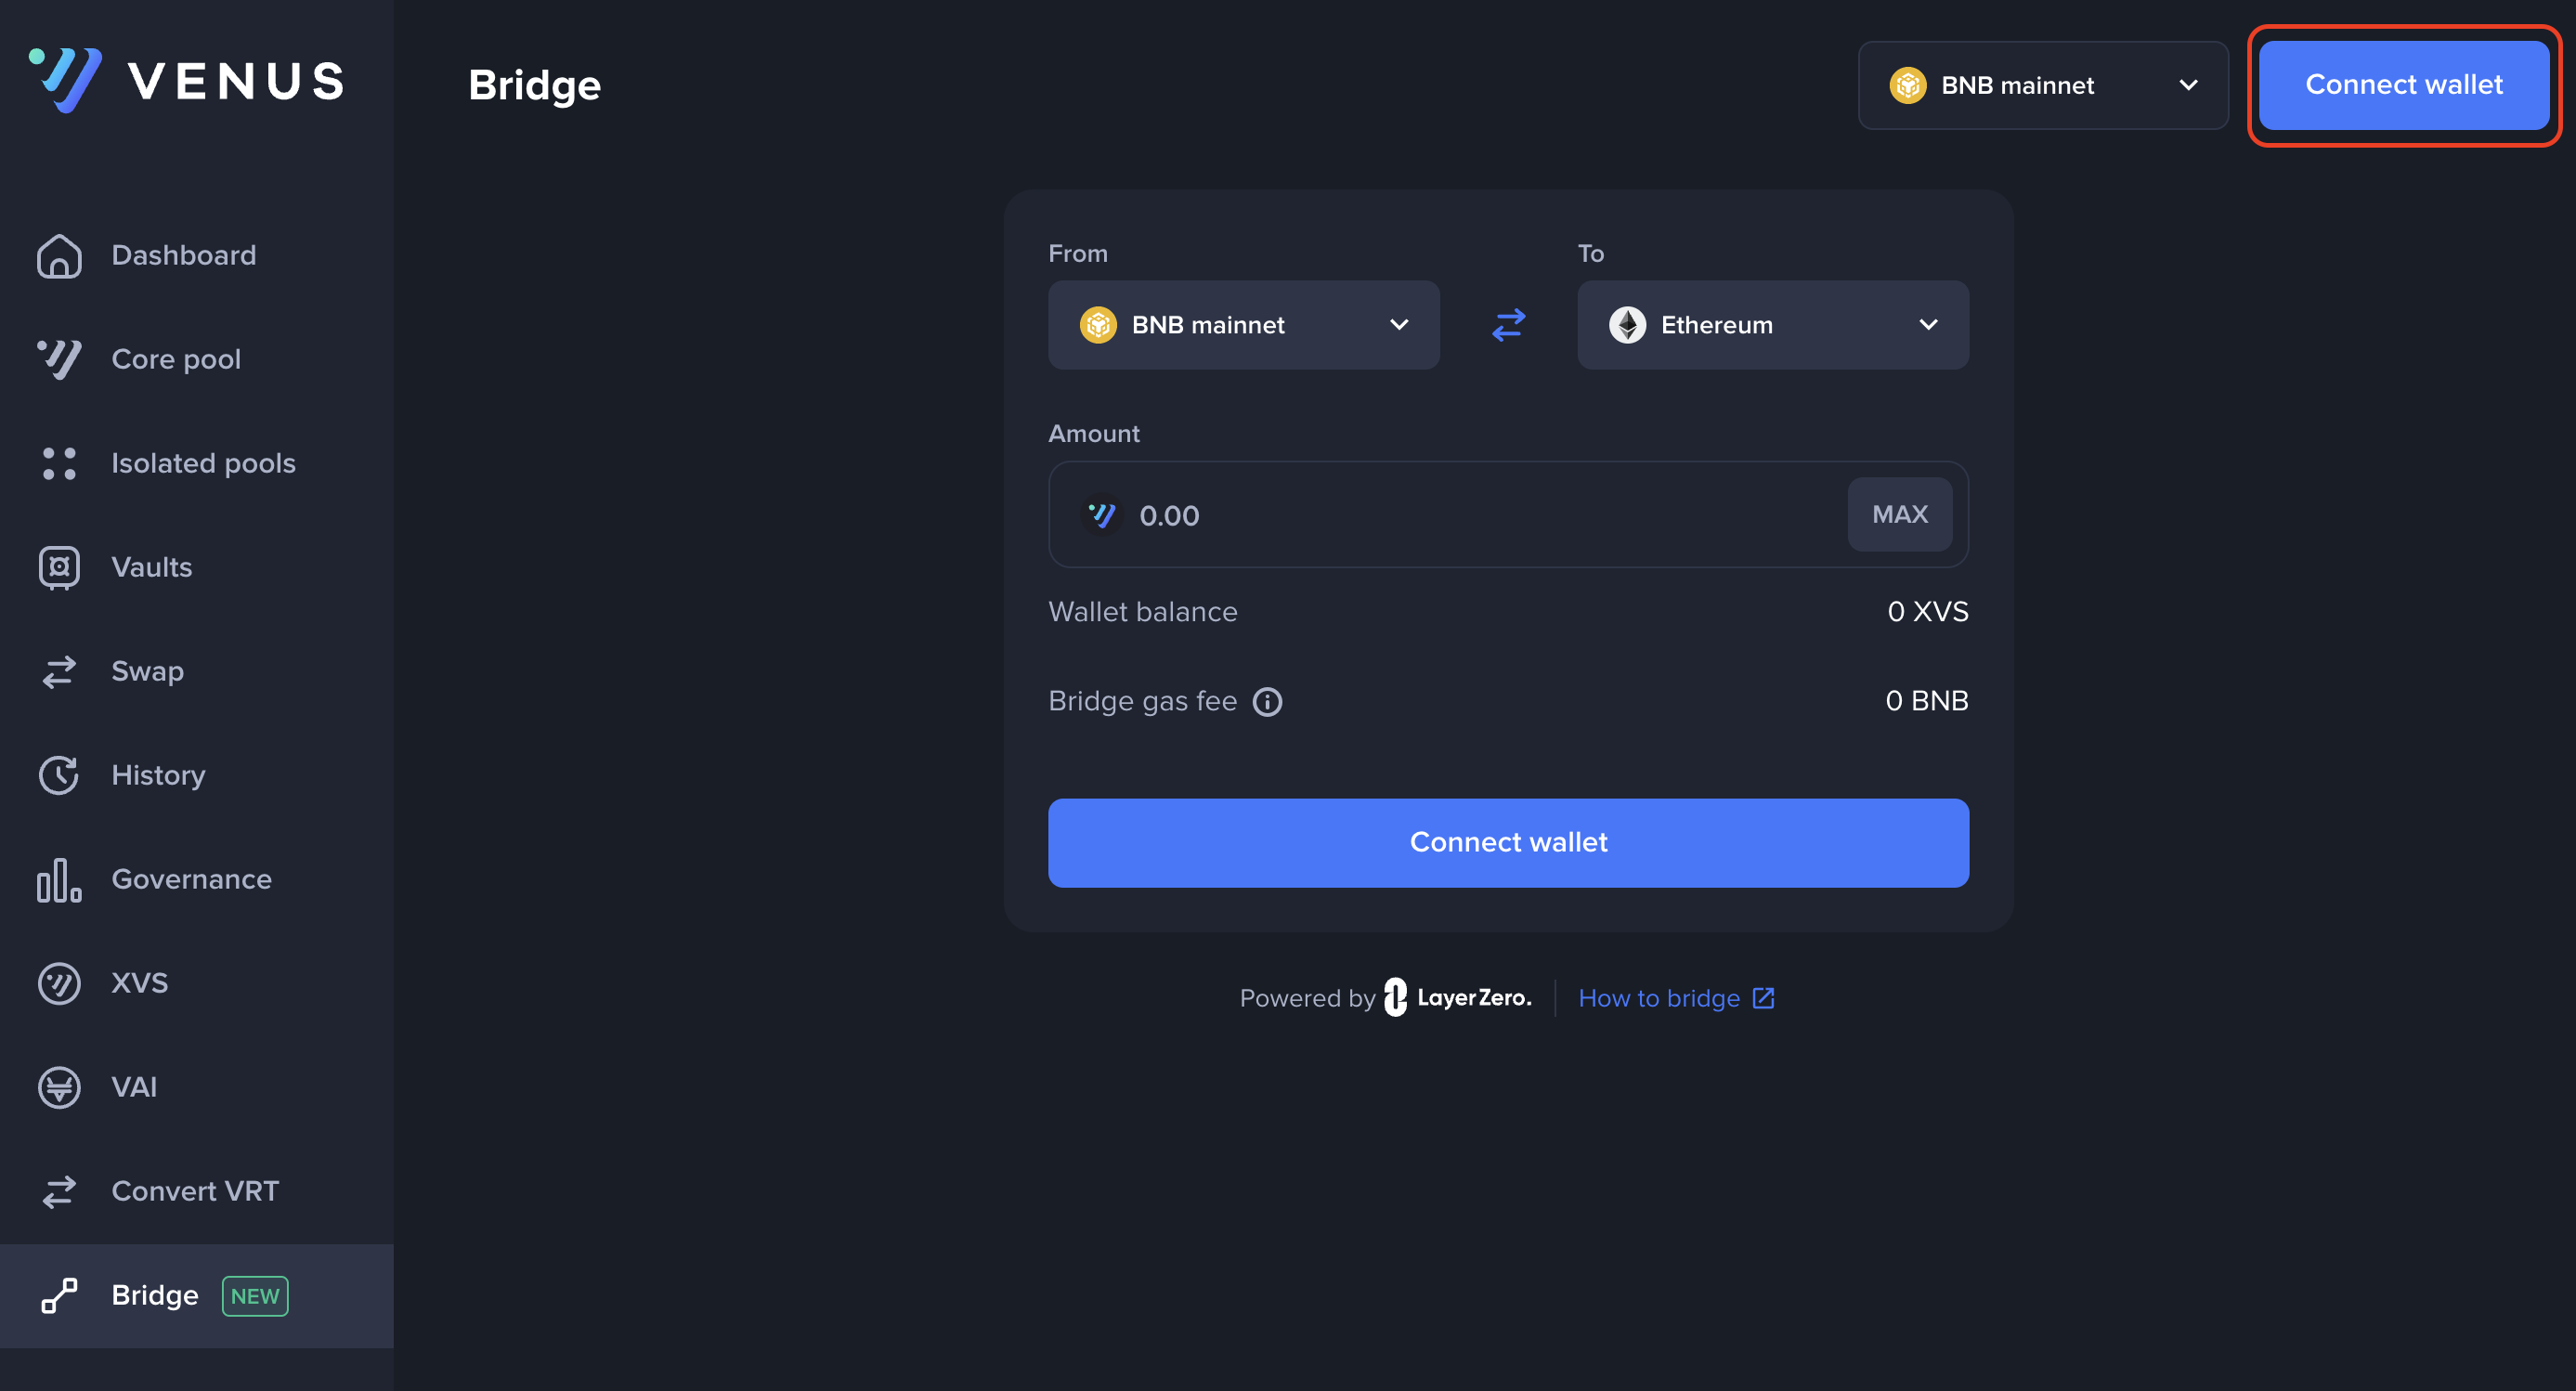 VENUS
Dashboard
Core pool
Isolated pools
Vaults
Swap
History
Governance
XVS
VAI
Convert VRT
Bridge NEW
Bridge
BNB mainnet
Connect wallet
From
To
BNB mainnet
Ethereum
Amount
0.00
MAX
Wallet balance 0 XVS
Bridge gas fee 0 BNB
Connect wallet
Powered by LayerZero.
How to bridge